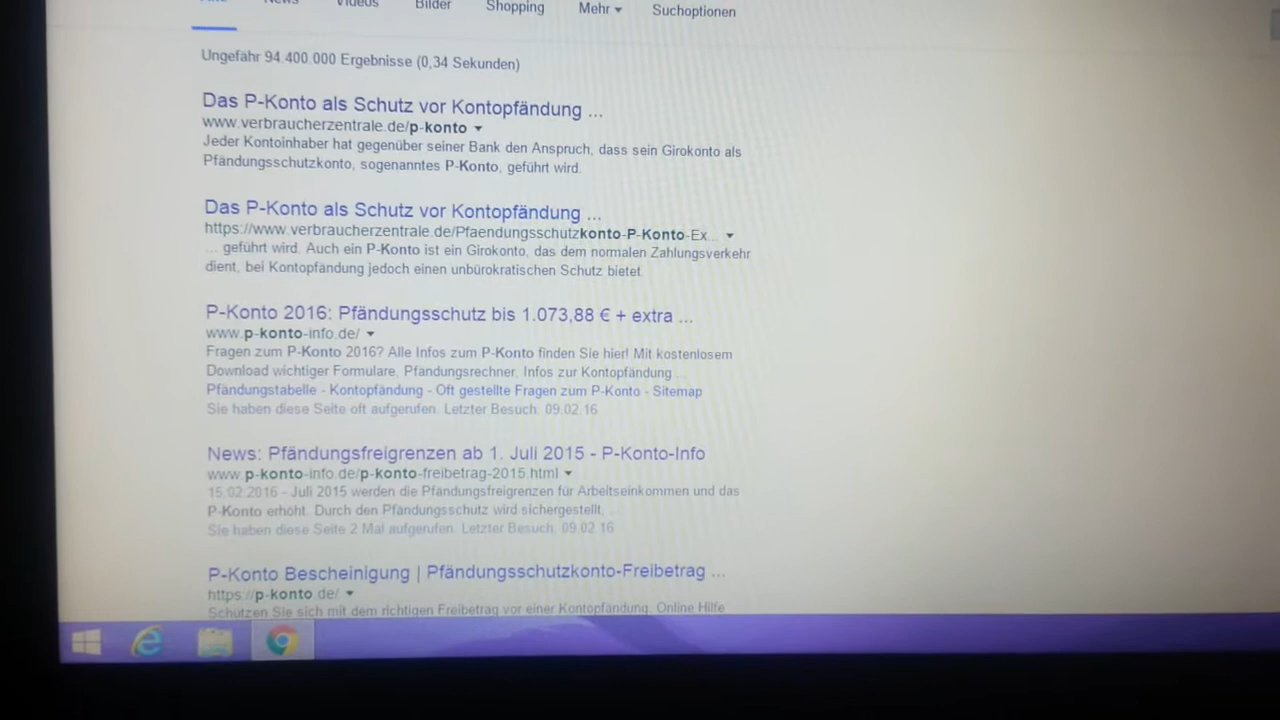 News Videos Bilder Shopping Mehr Suchoptionen
Ungefähr 94.400.000 Ergebnisse (0,34 Sekunden)
Das P-Konto als Schutz vor Kontopfändung ...
www.verbraucherzentrale.de/p-konto
Jeder Kontoinhaber hat gegenüber seiner Bank den Anspruch, dass sein Girokonto als
Pfändungsschutzkonto, sogenanntes P-Konto, geführt wird.
Das P-Konto als Schutz vor Kontopfändung ...
https://www.verbraucherzentrale.de/Pfaendungsschutzkonto-P-Konto-Ex...
... geführt wird. Auch ein P-Konto ist ein Girokonto, das dem normalen Zahlungsverkehr
dient, bei Kontopfändung jedoch einen unbürokratischen Schutz bietet.
P-Konto 2016: Pfändungsschutz bis 1.073,88 € + extra ...
www.p-konto-info.de/
Fragen zum P-Konto 2016? Alle Infos zum P-Konto finden Sie hier! Mit kostenlosem
Download wichtiger Formulare, Pfändungsrechner, Infos zur Kontopfändung ...
Pfändungstabelle - Kontopfändung - Oft gestellte Fragen zum P-Konto - Sitemap
Sie haben diese Seite oft aufgerufen. Letzter Besuch: 09.02.16
News: Pfändungsfreigrenzen ab 1. Juli 2015 - P-Konto-Info
www.p-konto-info.de/p-konto-freibetrag-2015.html
15.02.2016 - Juli 2015 werden die Pfändungsfreigrenzen für Arbeitseinkommen und das
P-Konto erhöht. Durch den Pfändungsschutz wird sichergestellt, ...
Sie haben diese Seite 2 Mal aufgerufen. Letzter Besuch: 09.02.16
P-Konto Bescheinigung | Pfändungsschutzkonto-Freibetrag ...
https://p-konto.de/
Schützen Sie sich mit dem richtigen Freibetrag vor einer Kontopfändung. Online Hilfe